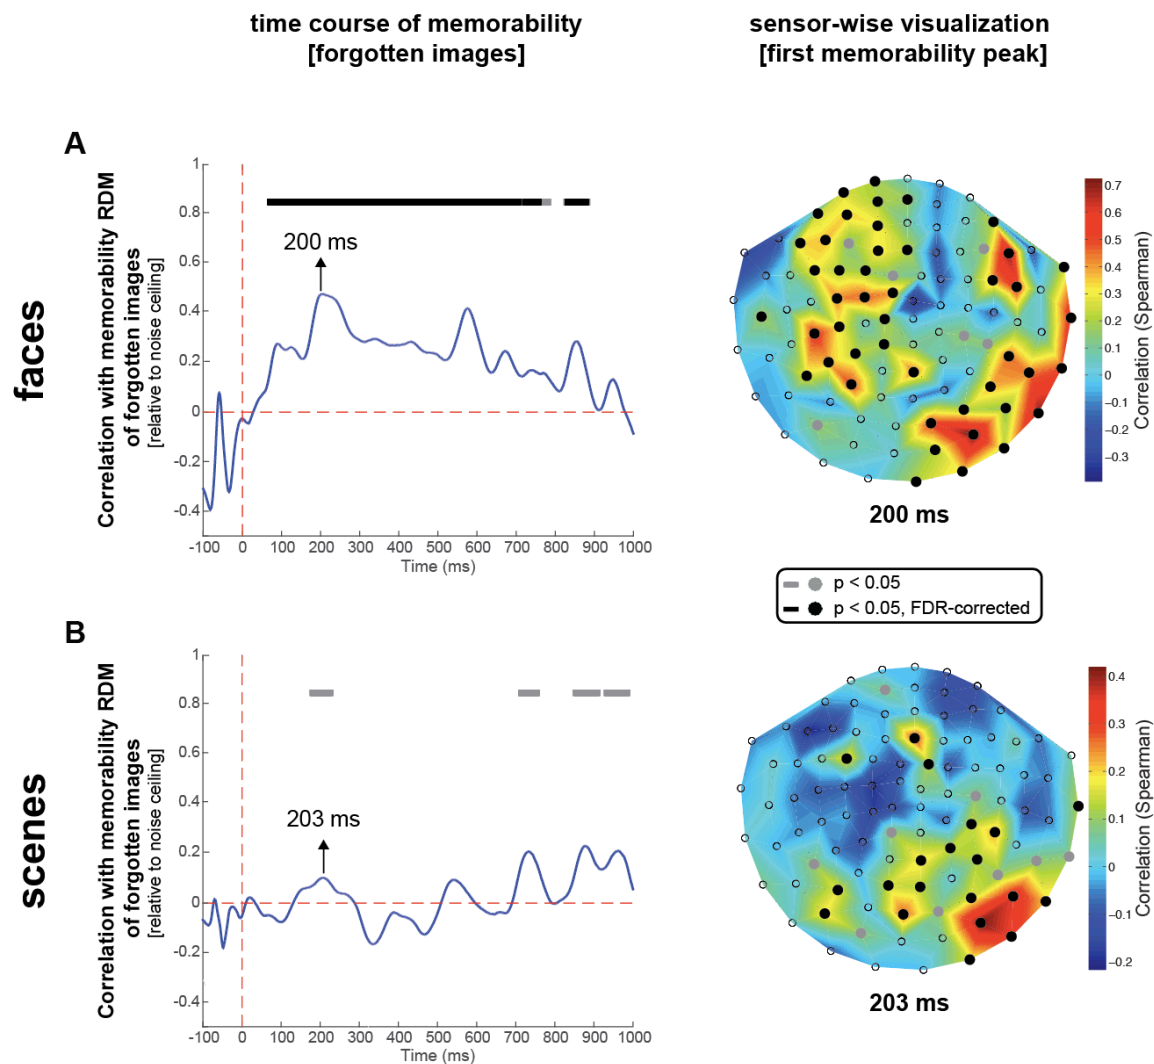 time course of memorability
[forgotten images]
sensor-wise visualization
[first memorability peak]
faces
A
Correlation with memorability RDM
of forgotten images
[relative to noise ceiling]
1
0.8
0.6
0.4
0.2
0
-0.2
-0.4
200 ms
-100 0 100 200 300 400 500 600 700 800 900 1000
Time (ms)
0.7
0.6
0.5
0.4
0.3
0.2
0.1
0
−0.1
−0.2
−0.3
Correlation (Spearman)
200 ms
p < 0.05
p < 0.05, FDR-corrected
scenes
B
Correlation with memorability RDM
of forgotten images
[relative to noise ceiling]
1
0.8
0.6
0.4
0.2
0
-0.2
-0.4
203 ms
-100 0 100 200 300 400 500 600 700 800 900 1000
Time (ms)
0.4
0.3
0.2
0.1
0
−0.1
−0.2
Correlation (Spearman)
203 ms